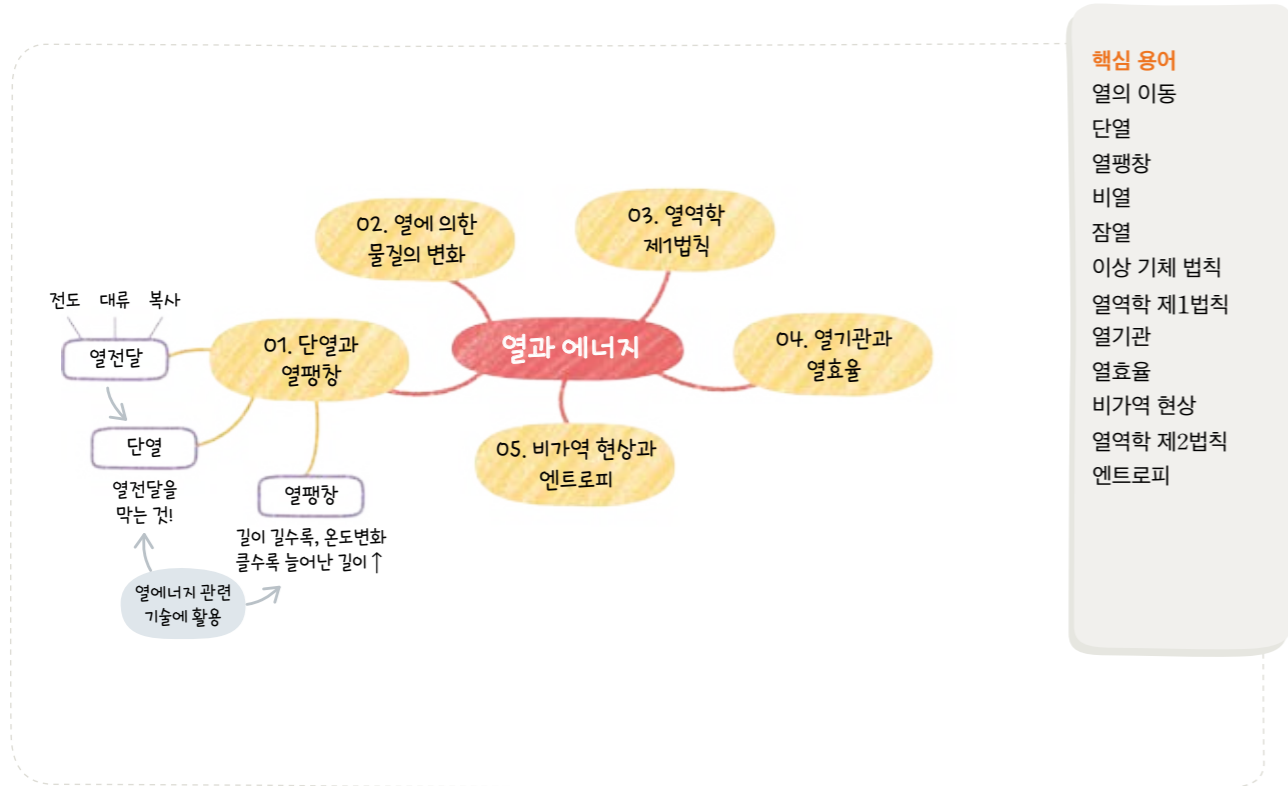 핵심 용어
열의 이동
단열
열팽창
비열
잠열
이상 기체 법칙
열역학 제1법칙
열기관
열효율
비가역 현상
열역학 제2법칙
엔트로피
02. 열에 의한
물질의 변화
03. 열역학
제1법칙
열과 에너지
04. 열기관과
열효율
05. 비가역 현상과
엔트로피
01. 단열과
열팽창
전도 대류 복사
열전달
단열
열전달을
막는 것!
열팽창
길이 길수록, 온도변화
클수록 늘어난 길이 ↑
열에너지 관련
기술에 활용